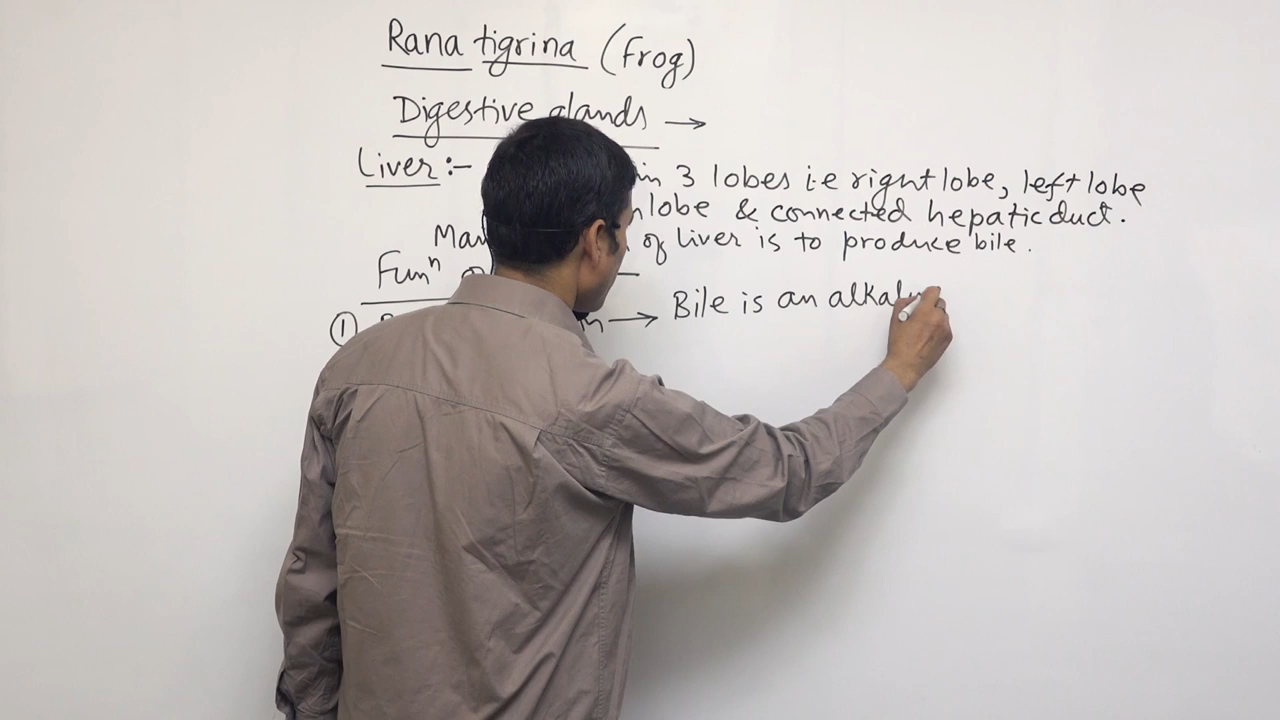 Rana tigrina (Frog)
Digestive glands →
Liver :- in 3 lobes i.e right lobe, left lobe
lobe & connected hepatic duct.
of liver is to produce bile.
Funⁿ
① → Bile is an